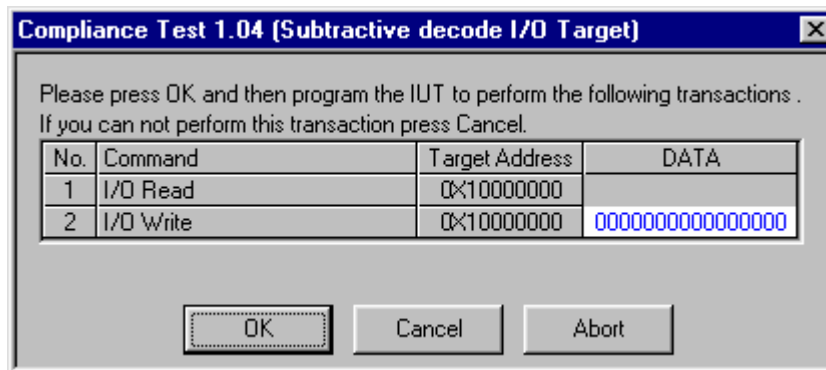 Compliance Test 1.04 (Subtractive decode I/O Target)
Please press OK and then program the IUT to perform the following transactions .
If you can not perform this transaction press Cancel.
No. Command Target Address DATA
1 I/O Read 0X10000000
2 I/O Write 0X10000000 0000000000000000
OK Cancel Abort